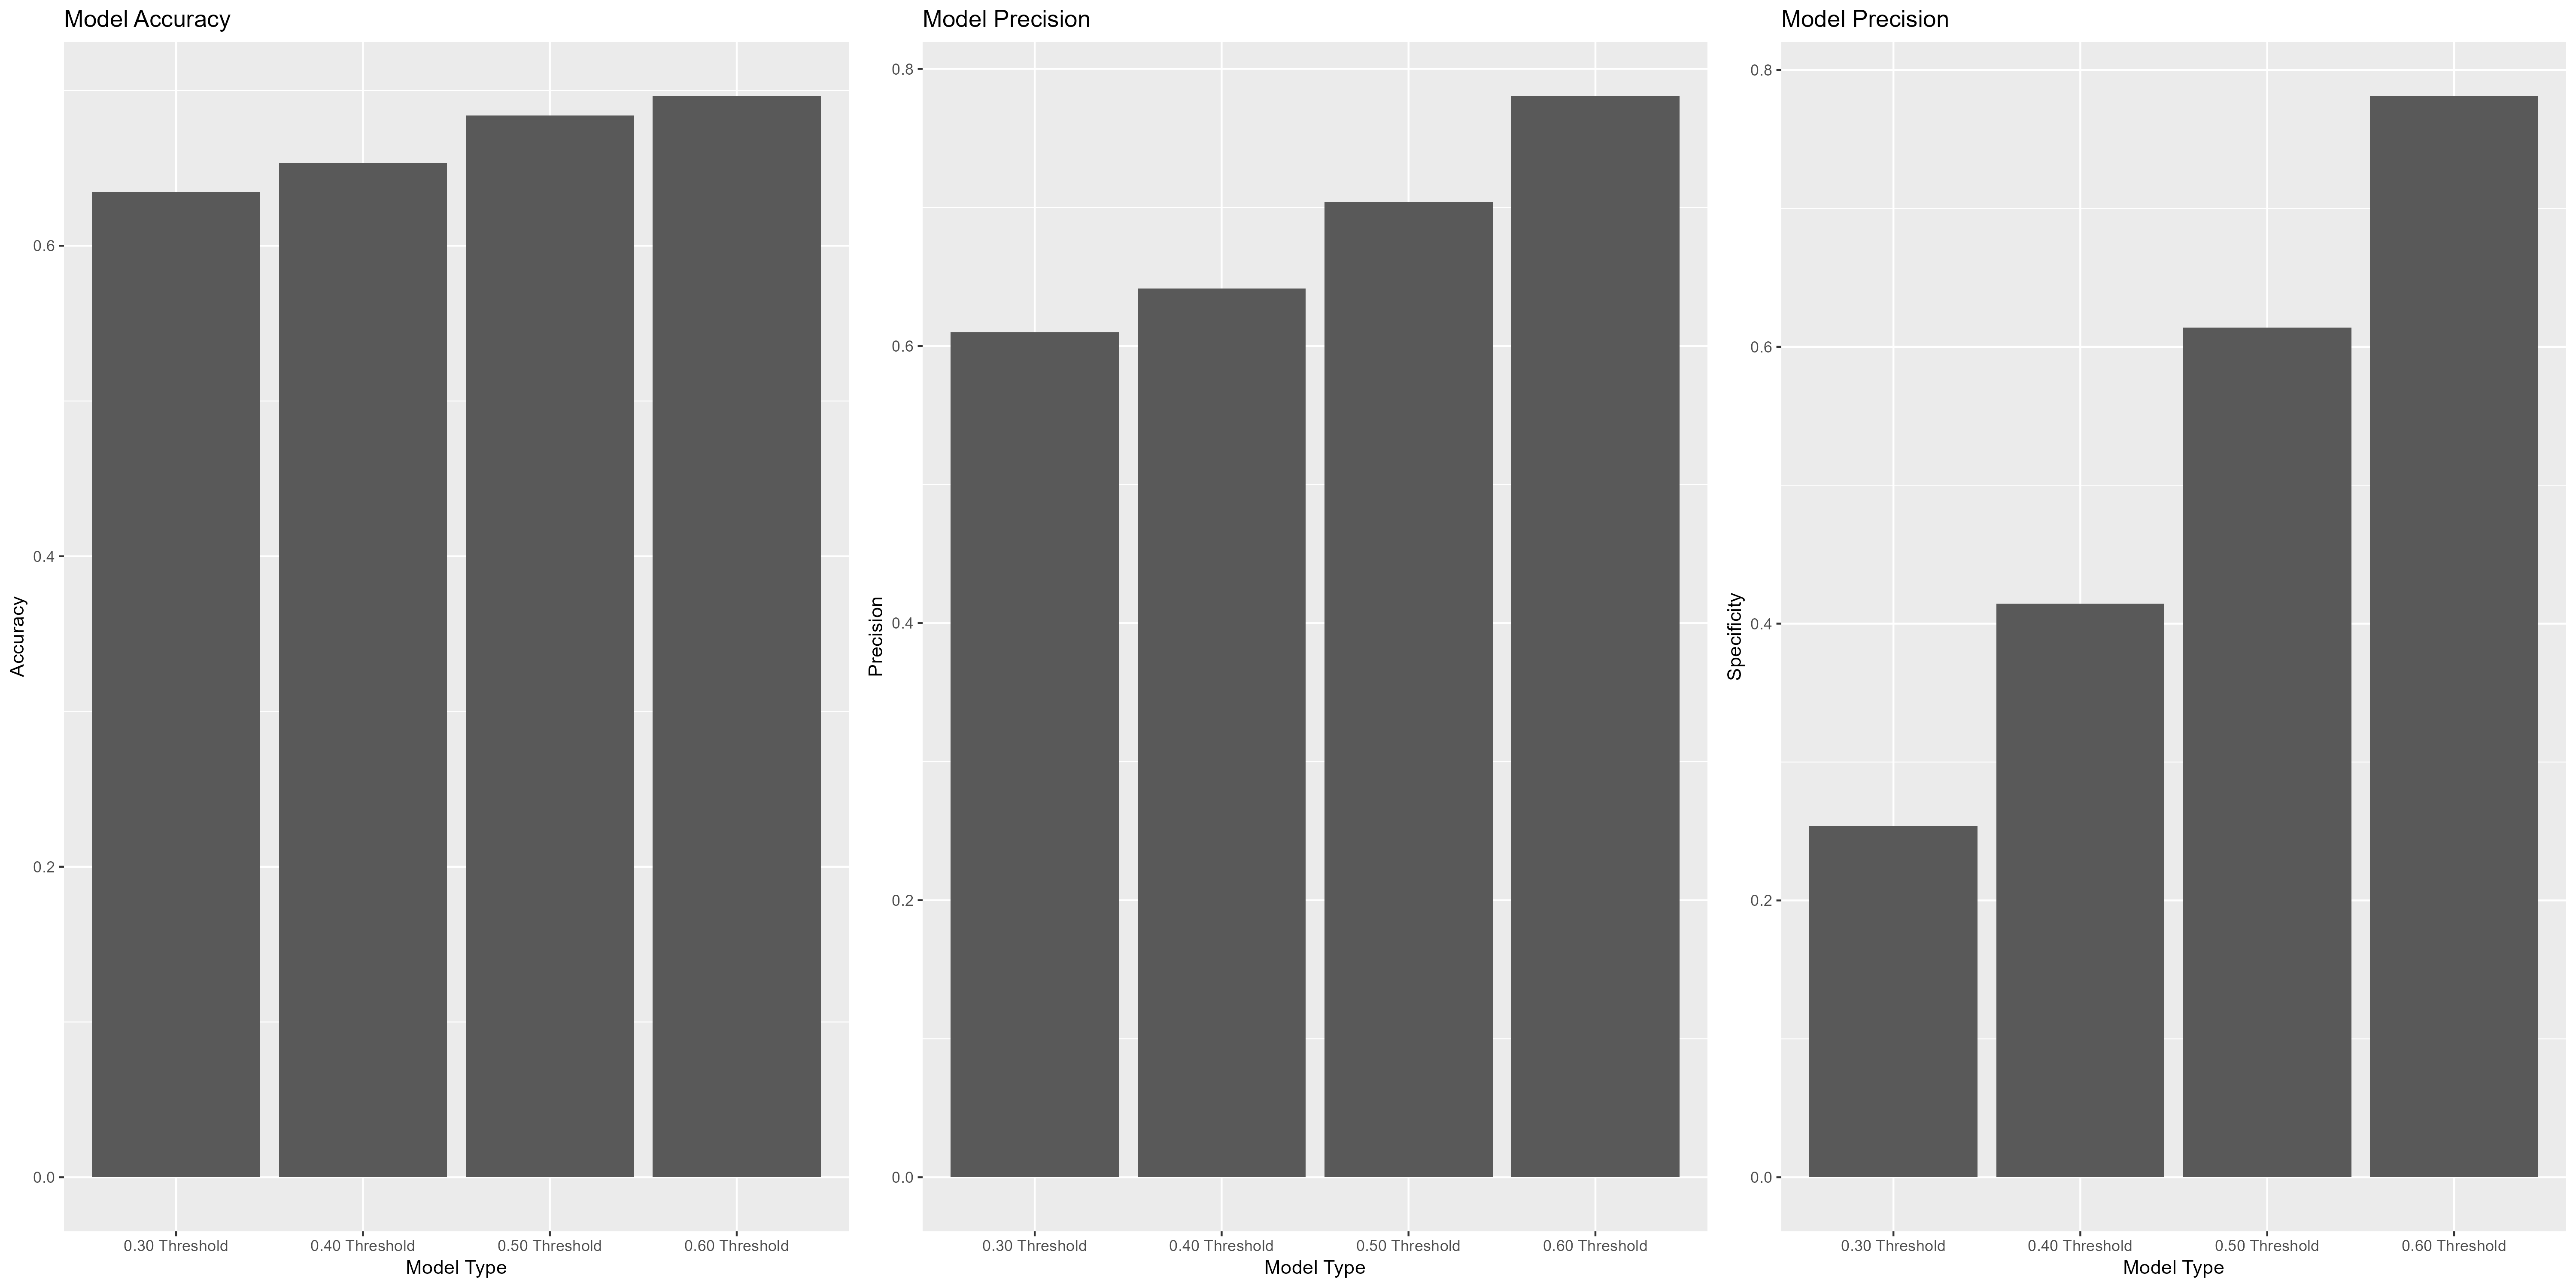 Model Accuracy
Accuracy
0.6
0.4
0.2
0.0
0.30 Threshold
0.40 Threshold
0.50 Threshold
0.60 Threshold
Model Type
Model Precision
Precision
0.8
0.6
0.4
0.2
0.0
0.30 Threshold
0.40 Threshold
0.50 Threshold
0.60 Threshold
Model Type
Model Precision
Specificity
0.8
0.6
0.4
0.2
0.0
0.30 Threshold
0.40 Threshold
0.50 Threshold
0.60 Threshold
Model Type